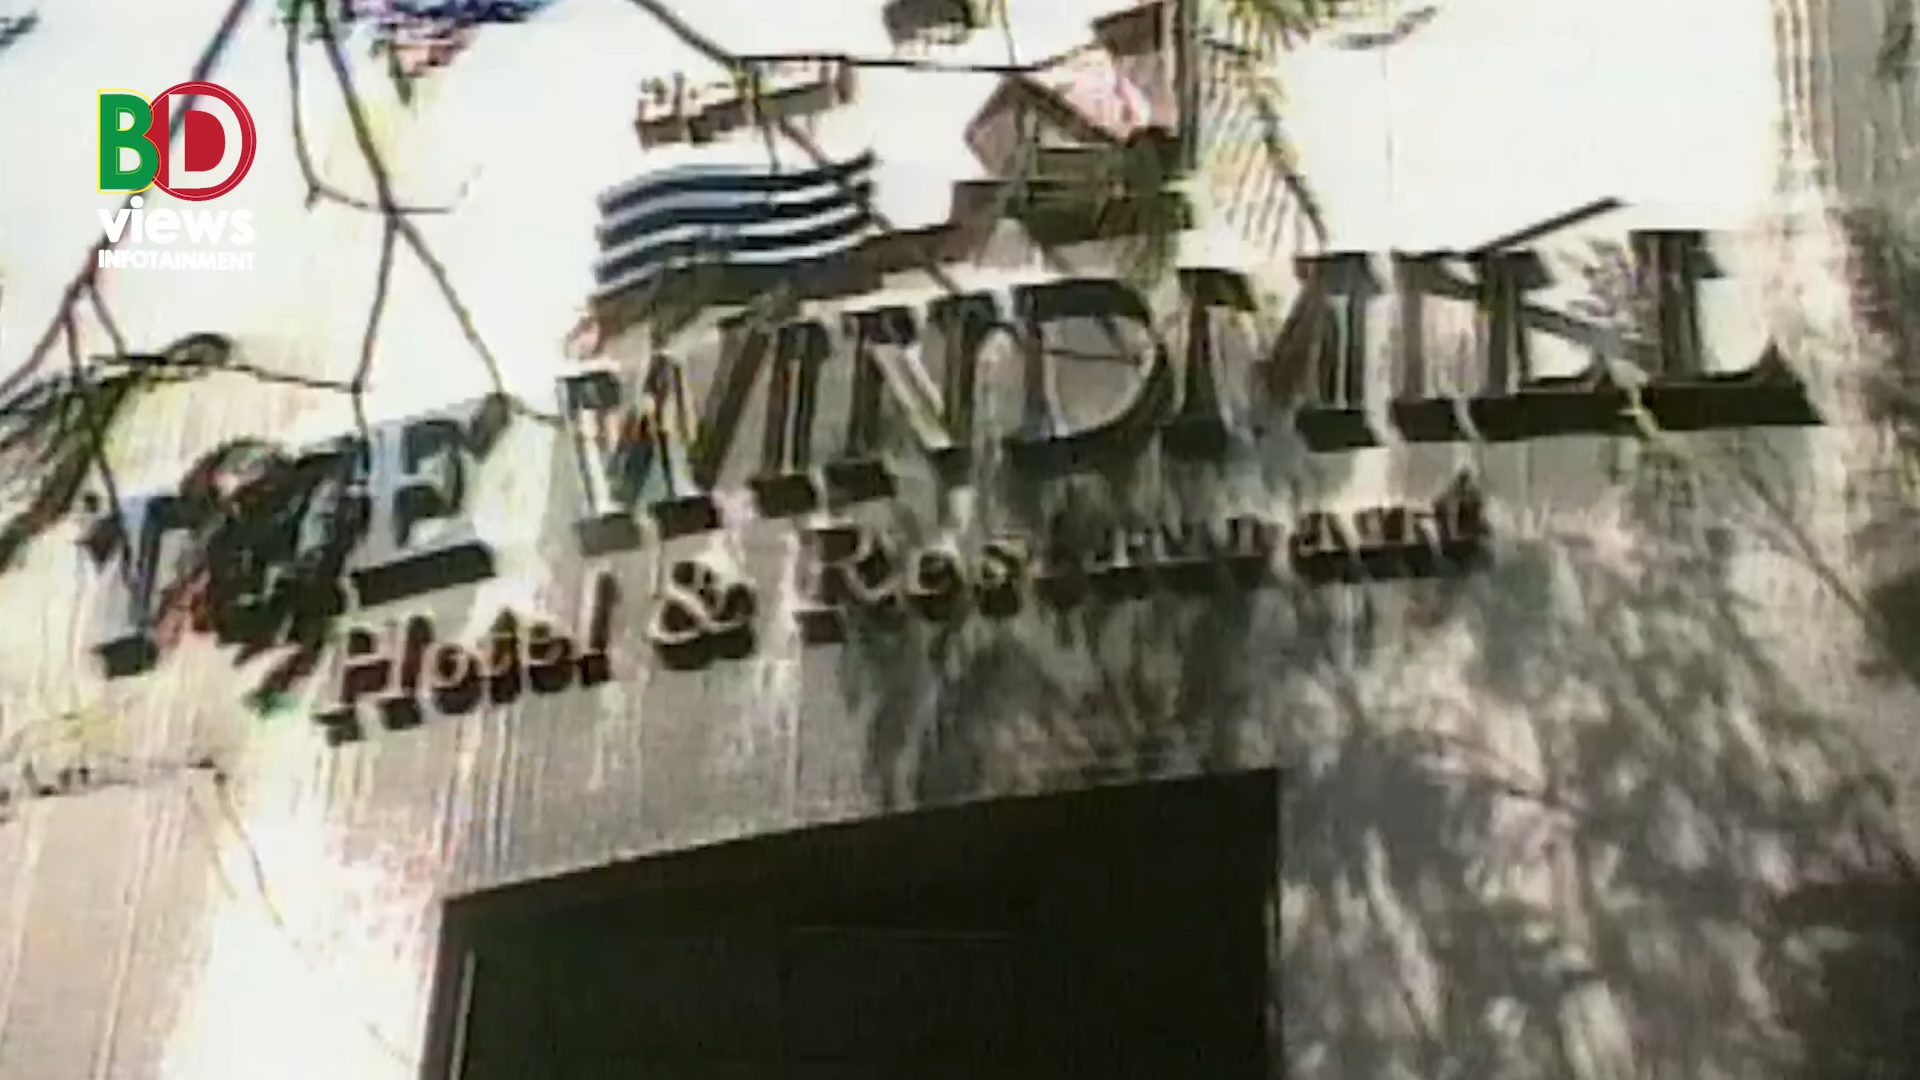 BD
views
INFOTAINMENT
THE WINDMILL
Hotel & Restaurant